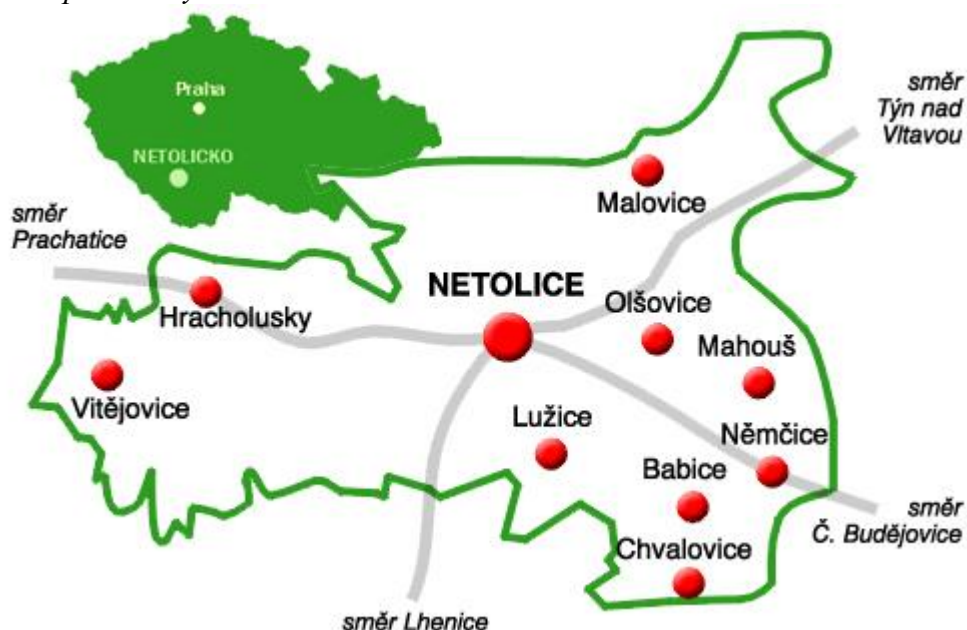 Praha
NETOLICKO
směr
Týn nad
Vltavou
Malovice
směr
Prachatice
NETOLICE
Hracholusky
Olšovice
Mahouš
Vitějovice
Lužice
Němčice
Babice
směr
Č. Budějovice
Chvalovice
směr Lhenice